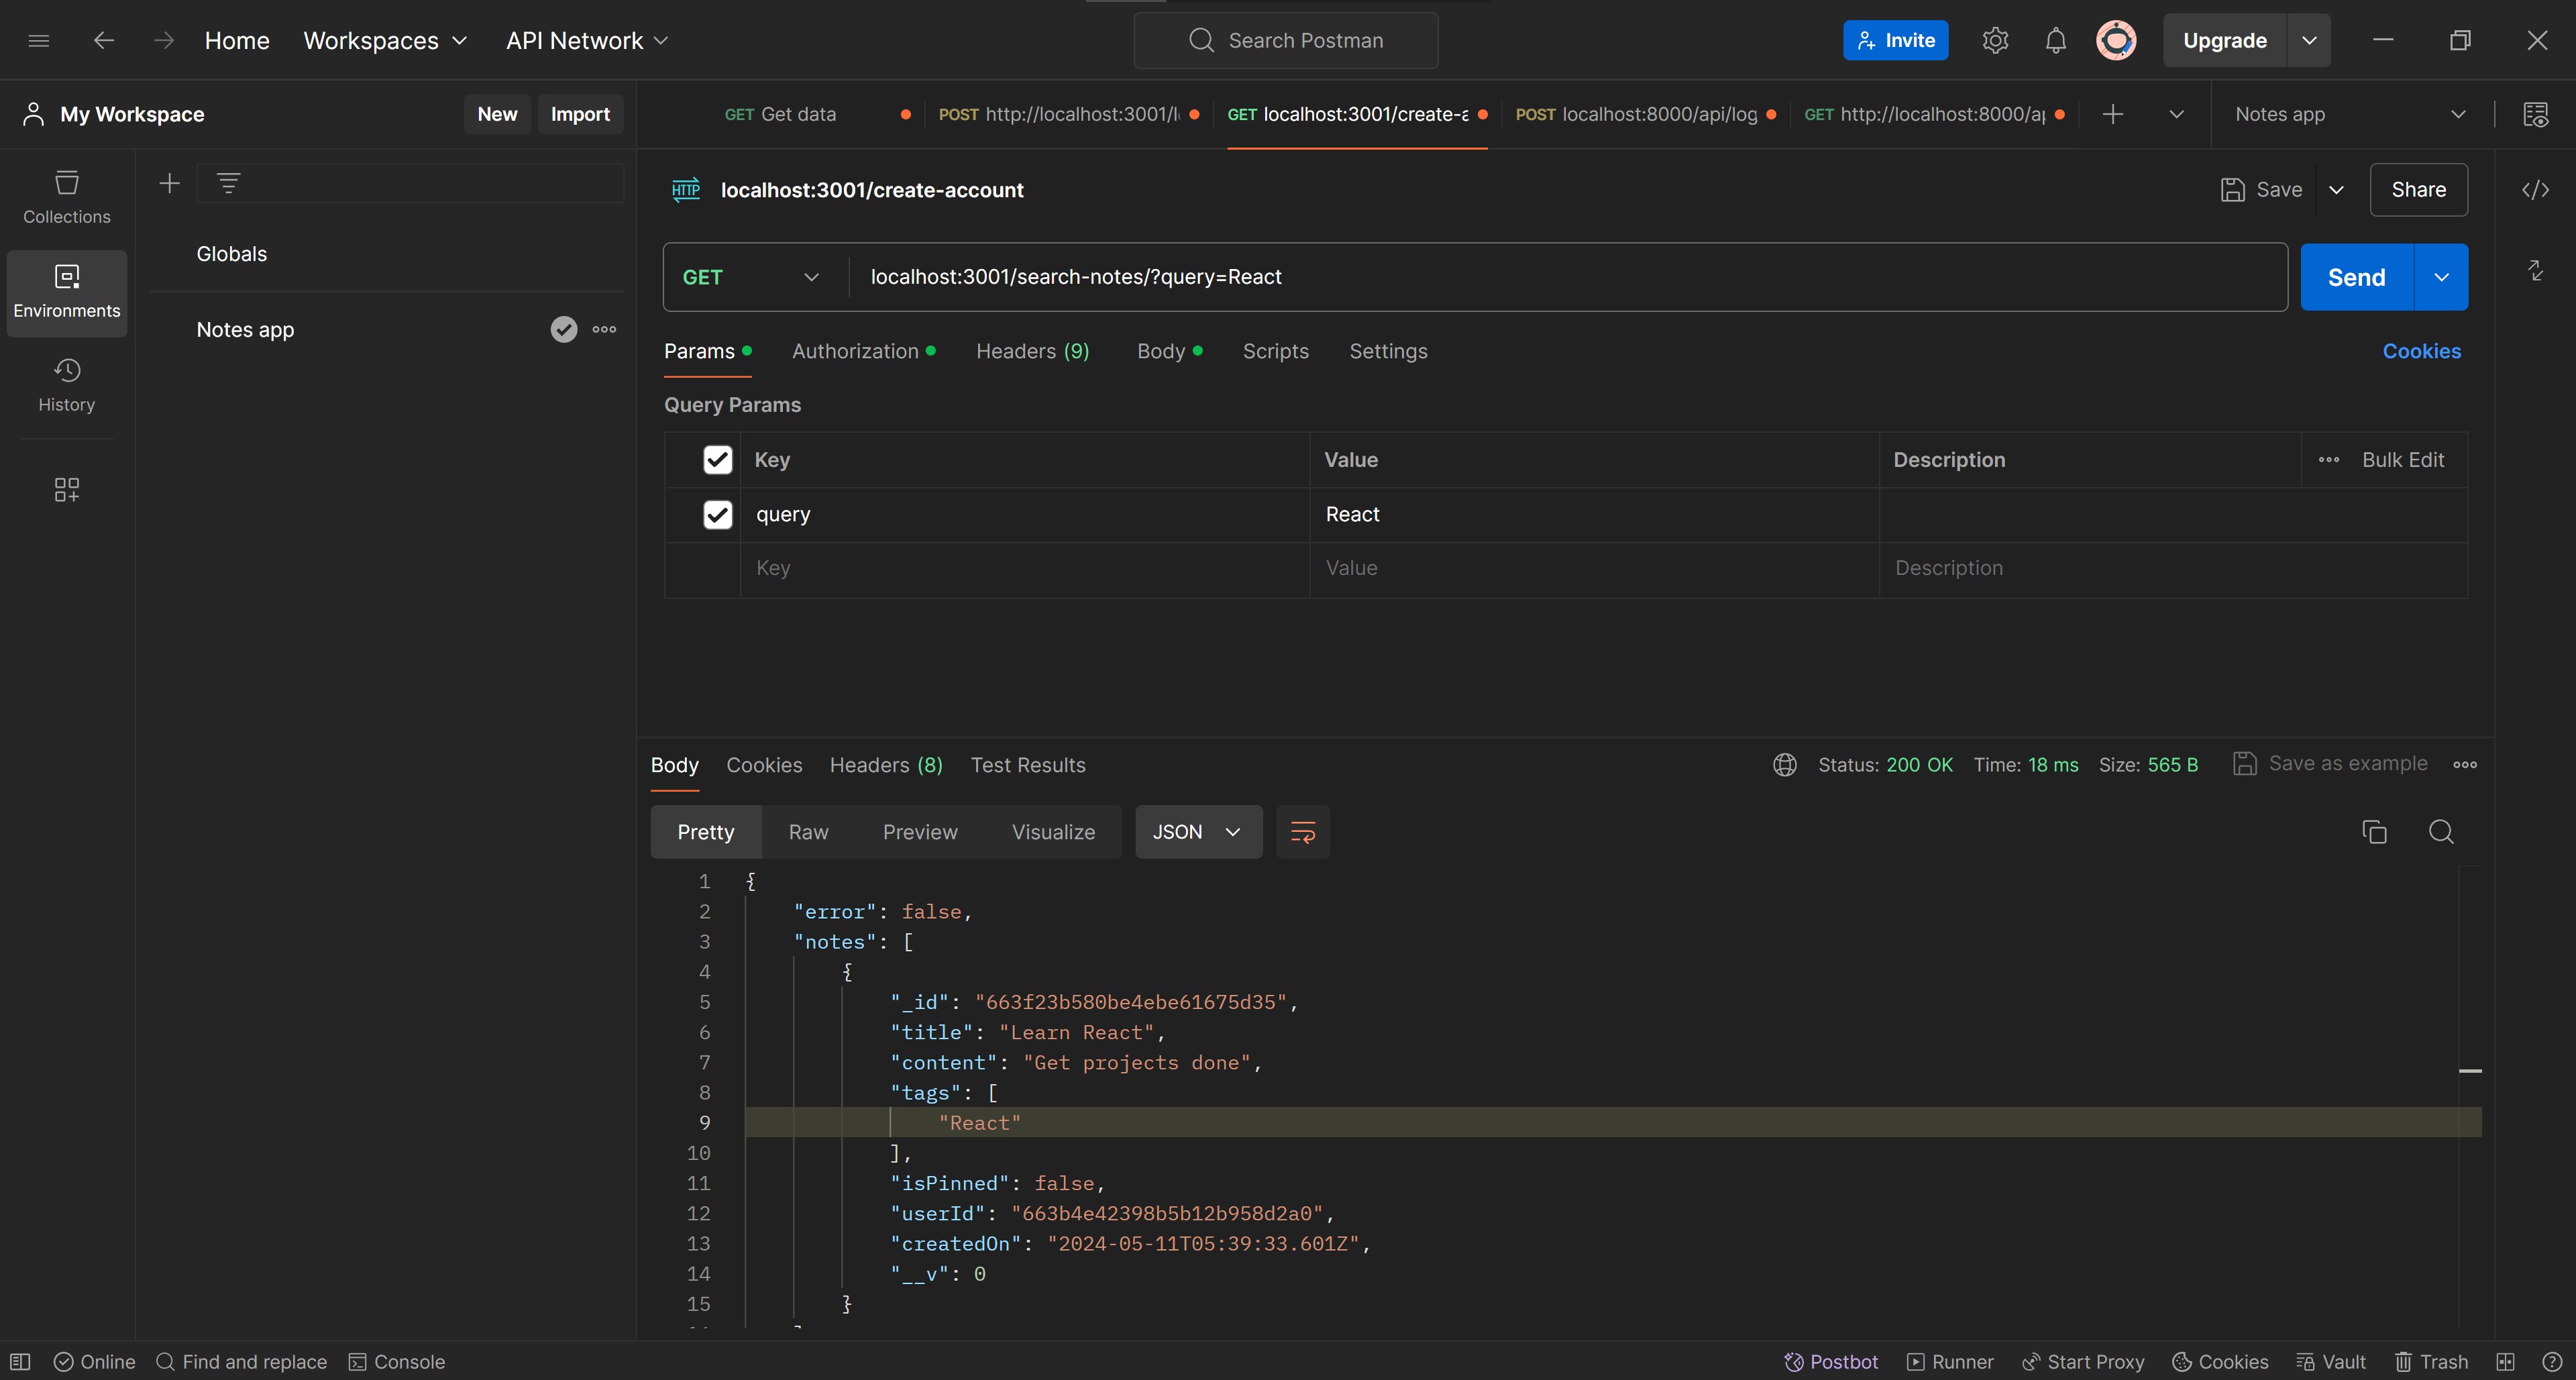 Home Workspaces API Network Search Postman Invite Upgrade
My Workspace New Import
GET Get data POST http://localhost:3001/l GET localhost:3001/create-a POST localhost:8000/api/log GET http://localhost:8000/a Notes app
Collections
Environments
History
Globals
Notes app
HTTP localhost:3001/create-account Save Share
GET localhost:3001/search-notes/?query=React Send
Params Authorization Headers (9) Body Scripts Settings Cookies
Query Params
Key Value Description Bulk Edit
query React
Key Value Description
Body Cookies Headers (8) Test Results Status: 200 OK Time: 18 ms Size: 565 B Save as example
Pretty Raw Preview Visualize JSON
1 {
2 "error": false,
3 "notes": [
4 {
5 "_id": "663f23b580be4ebe61675d35",
6 "title": "Learn React",
7 "content": "Get projects done",
8 "tags": [
9 "React"
10 ],
11 "isPinned": false,
12 "userId": "663b4e42398b5b12b958d2a0",
13 "createdOn": "2024-05-11T05:39:33.601Z",
14 "__v": 0
15 }
Online Find and replace Console Postbot Runner Start Proxy Cookies Vault Trash